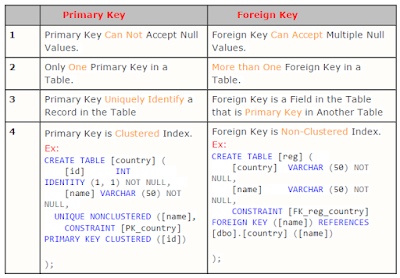 Primary Key
Foreign Key
1
Primary Key Can Not Accept Null
Values.
Foreign Key Can Accept Multiple Null
Values.
2
Only One Primary Key in a
Table.
More than One Foreign Key in a
Table.
3
Primary Key Uniquely Identify a
Record in the Table
Foreign Key is a Field in the Table
that is Primary Key in Another Table
4
Primary Key is Clustered Index.
Ex:
CREATE TABLE [country] (
[id] INT
IDENTITY (1, 1) NOT NULL,
[name] VARCHAR (50) NOT
NULL,
UNIQUE NONCLUSTERED ([name],
CONSTRAINT [PK_country]
PRIMARY KEY CLUSTERED ([id])
);
Foreign Key is Non-Clustered Index.
Ex:
CREATE TABLE [reg] (
[country] VARCHAR (50) NOT
NULL,
[name] VARCHAR (50) NOT
NULL,
CONSTRAINT [FK_reg_country]
FOREIGN KEY ([name]) REFERENCES
[dbo].[country] ([name])
);